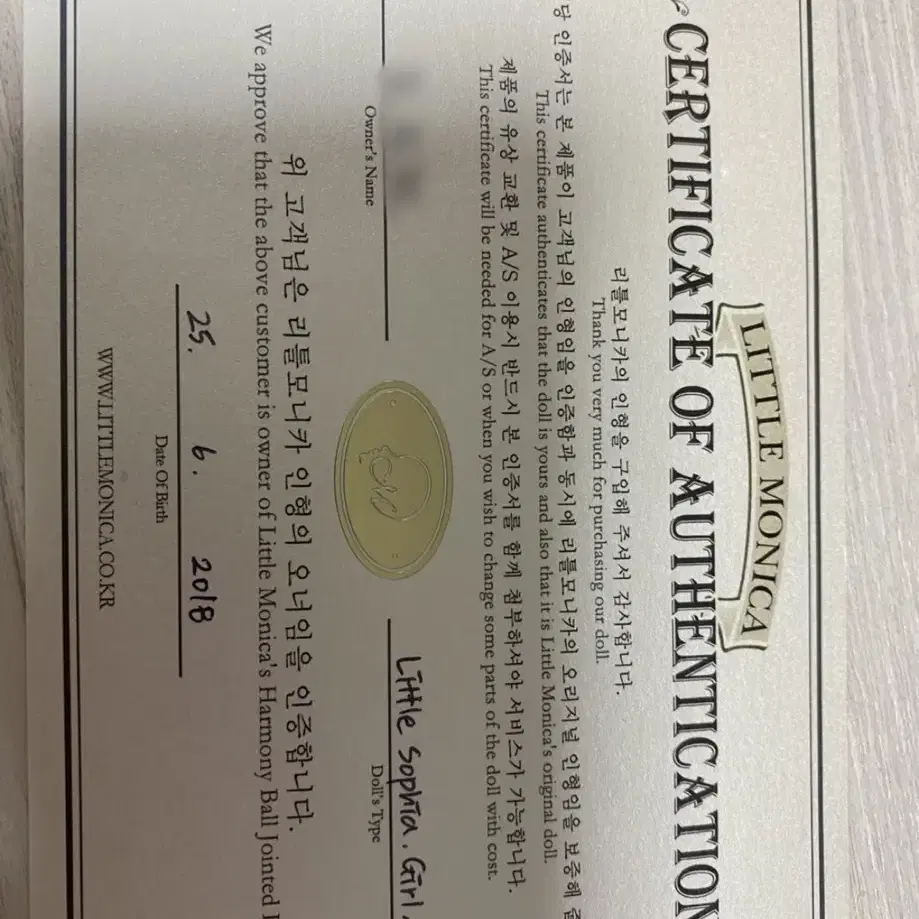 LITTLE MONICA
CERTIFICATE OF AUTHENTICATION
리틀모니카의 인형을 구입해 주셔서 감사합니다.
Thank you very much for purchasing our doll.
당 인증서는 본 제품이 고객님의 인형임을 인증함과 동시에 리틀모니카의 오리지널 인형임을 보증해
This certificate authenticates that the doll is yours and also that it is Little Monica's original doll.
제품의 유상 교환 및 A/S 이용시 반드시 본 인증서를 함께 첨부하셔야 서비스가 가능합니다.
This certificate will be needed for A/S or when you wish to change some parts of the doll with cost.
Little Sophia. Girl.
Owner's Name
Doll's Type
위 고객님은 리틀모니카 인형의 오너임을 인증합니다.
We approve that the above customer is owner of Little Monica's Harmony Ball Jointed
25. 6. 2018
Date Of Birth
WWW.LITTLEMONICA.CO.KR